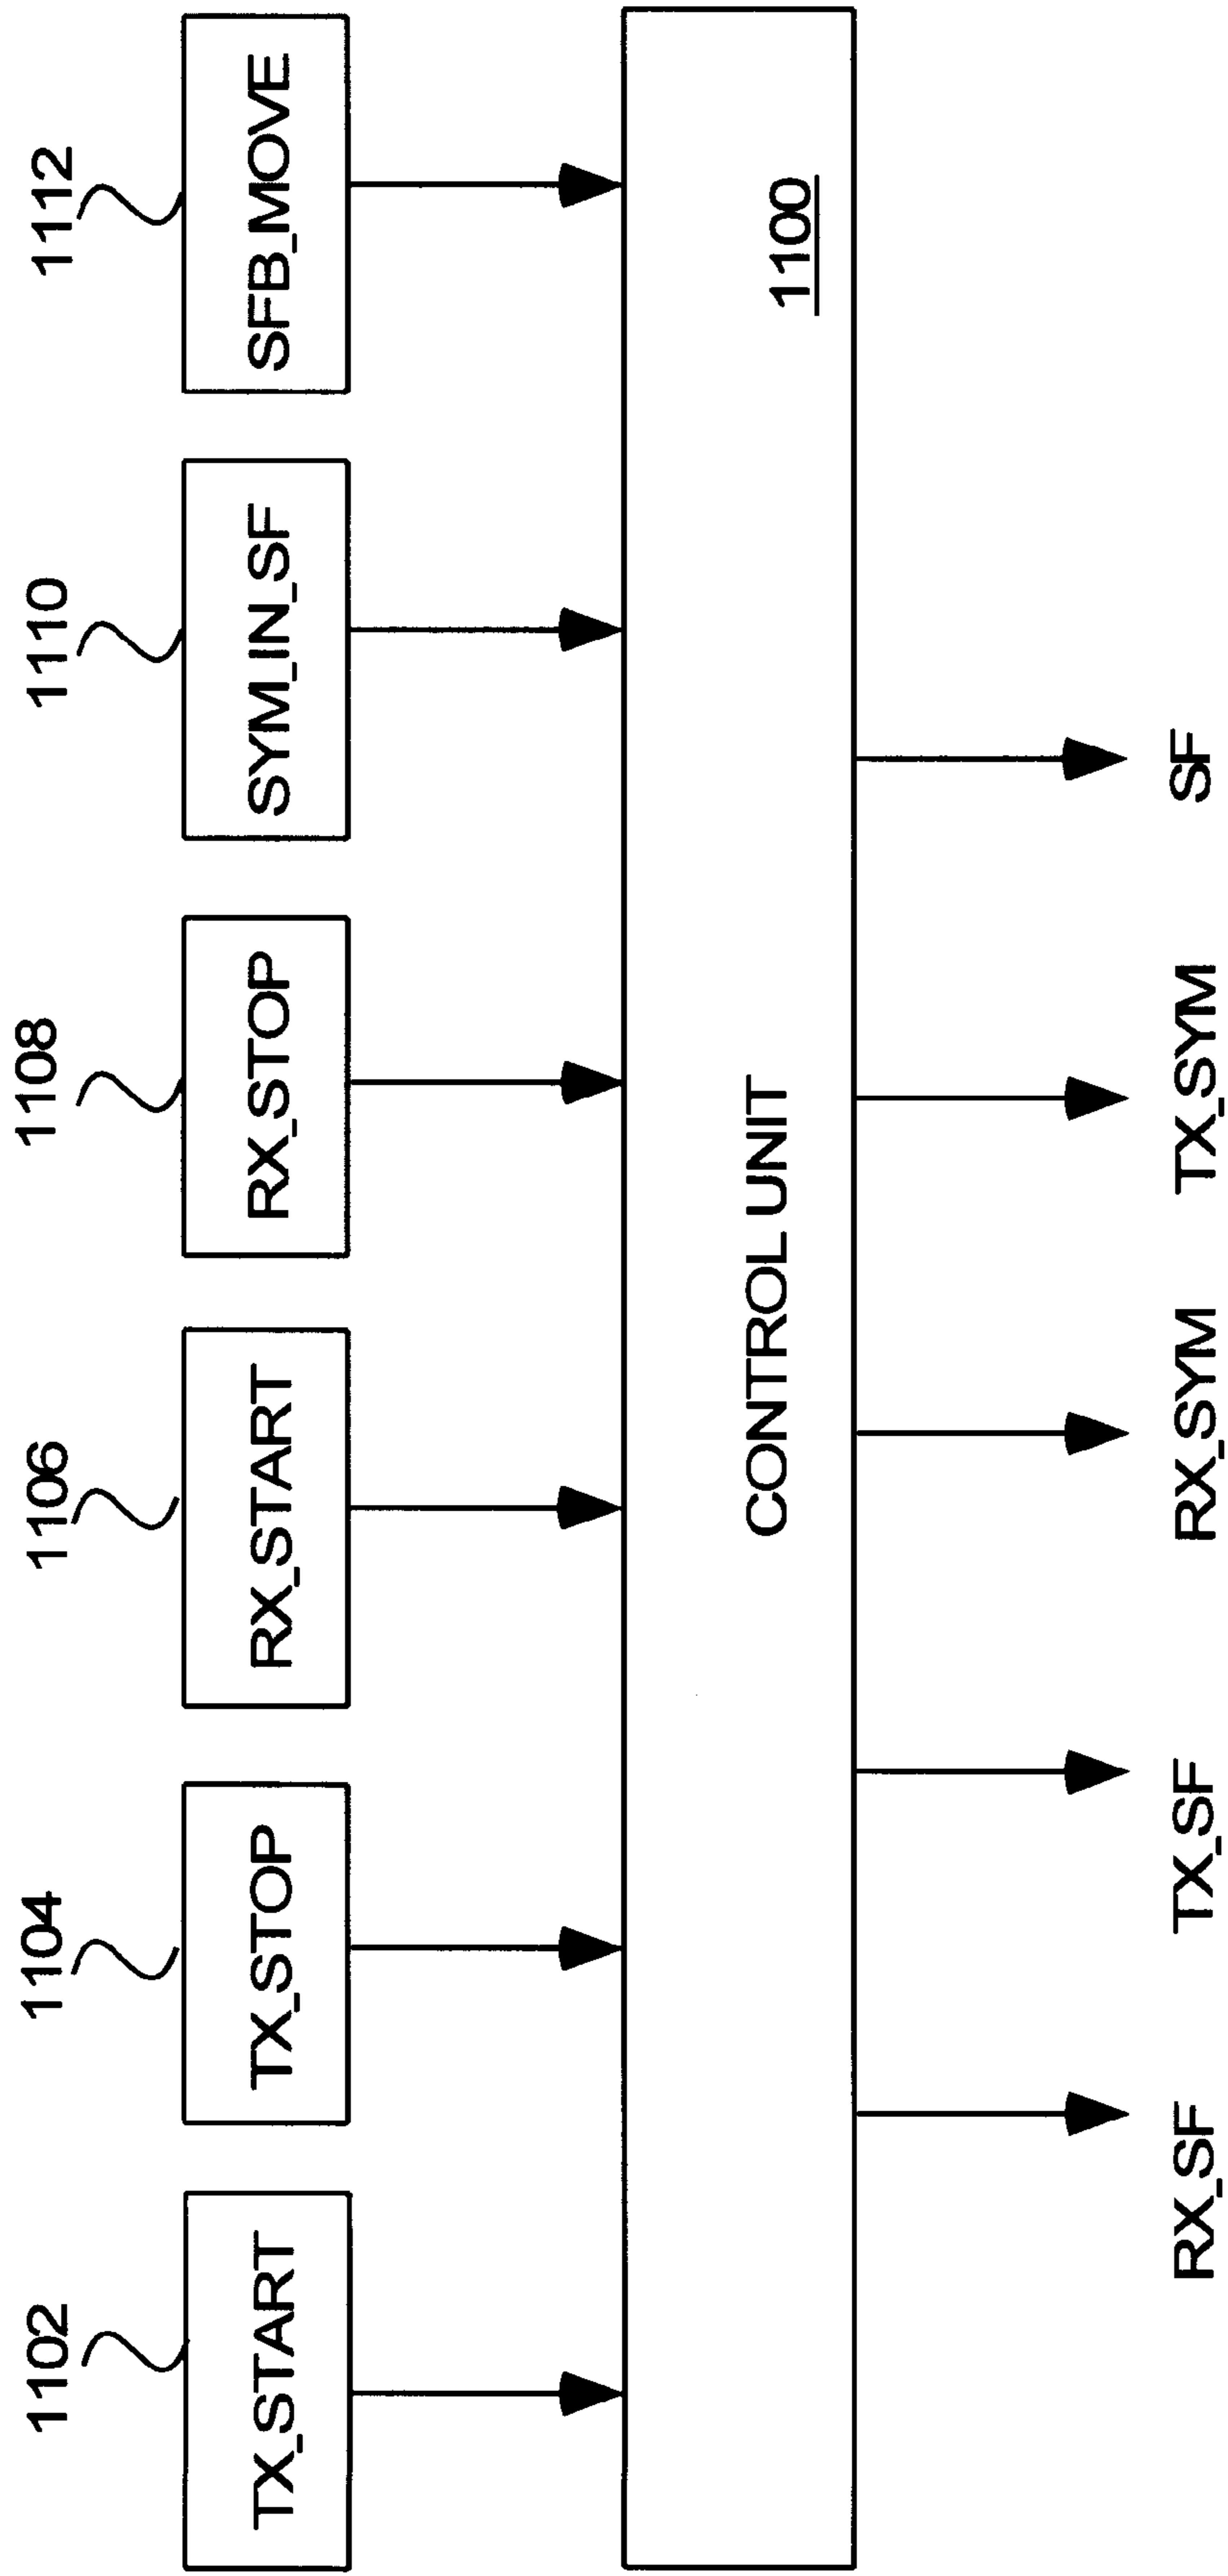 1102
1104
1106
1108
1110
1112
TX_START
TX_STOP
RX_START
RX_STOP
SYM_IN_SF
SFB_MOVE
CONTROL UNIT
1100
RX_SF
TX_SF
RX_SYM
TX_SYM
SF